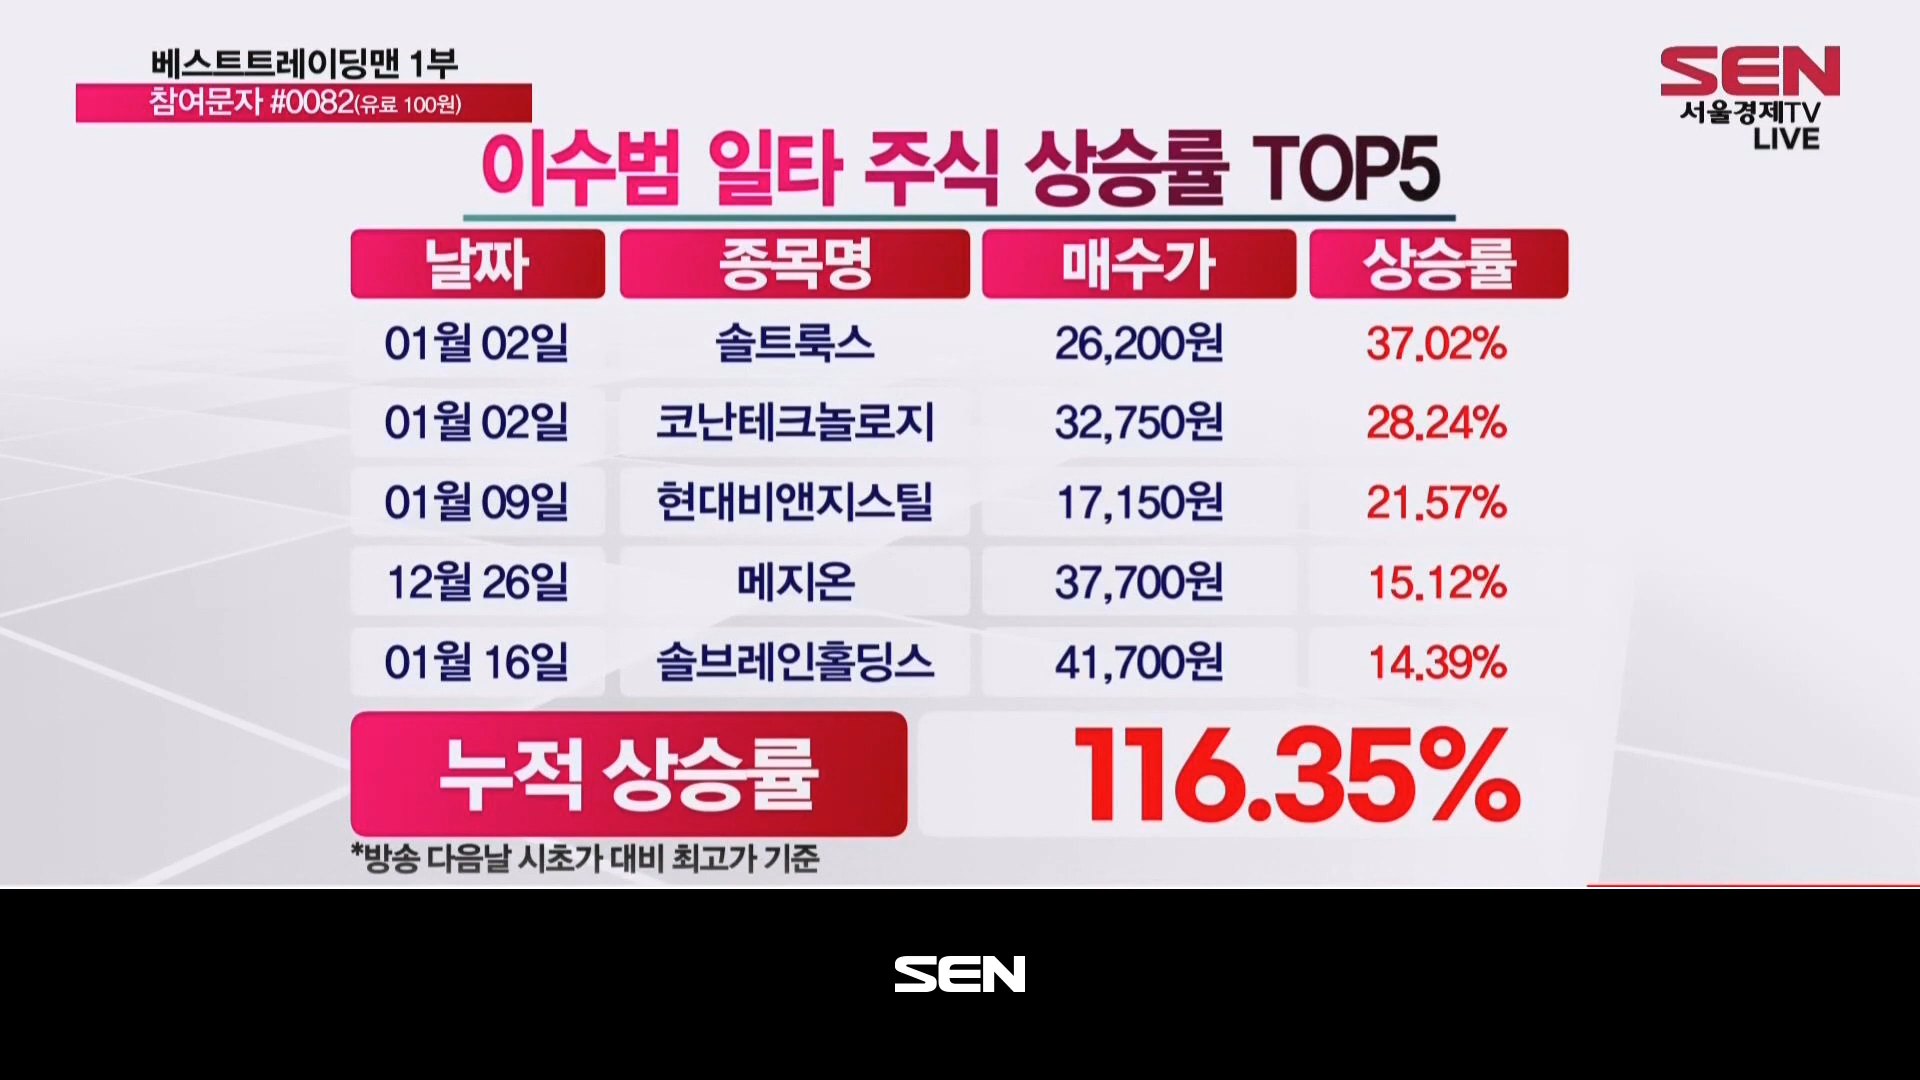 베스트트레이딩맨 1부
참여문자 #0082(유료 100원)
SEN
서울경제TV
LIVE
이수범 일타 주식 상승률 TOP5
날짜 종목명 매수가 상승률
01월 02일 솔트룩스 26,200원 37.02%
01월 02일 코난테크놀로지 32,750원 28.24%
01월 09일 현대비앤지스틸 17,150원 21.57%
12월 26일 메지온 37,700원 15.12%
01월 16일 솔브레인홀딩스 41,700원 14.39%
누적 상승률 116.35%
*방송 다음날 시초가 대비 최고가 기준
SEN